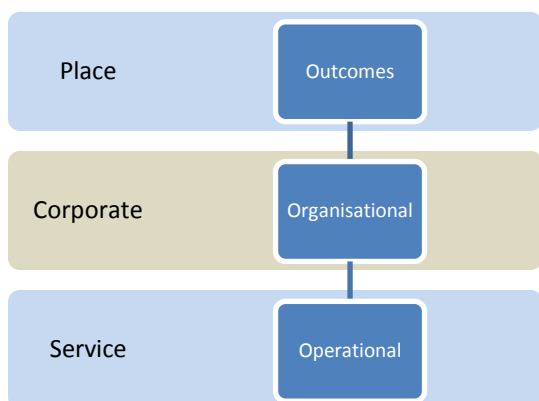 Place
Outcomes
Corporate
Organisational
Service
Operational